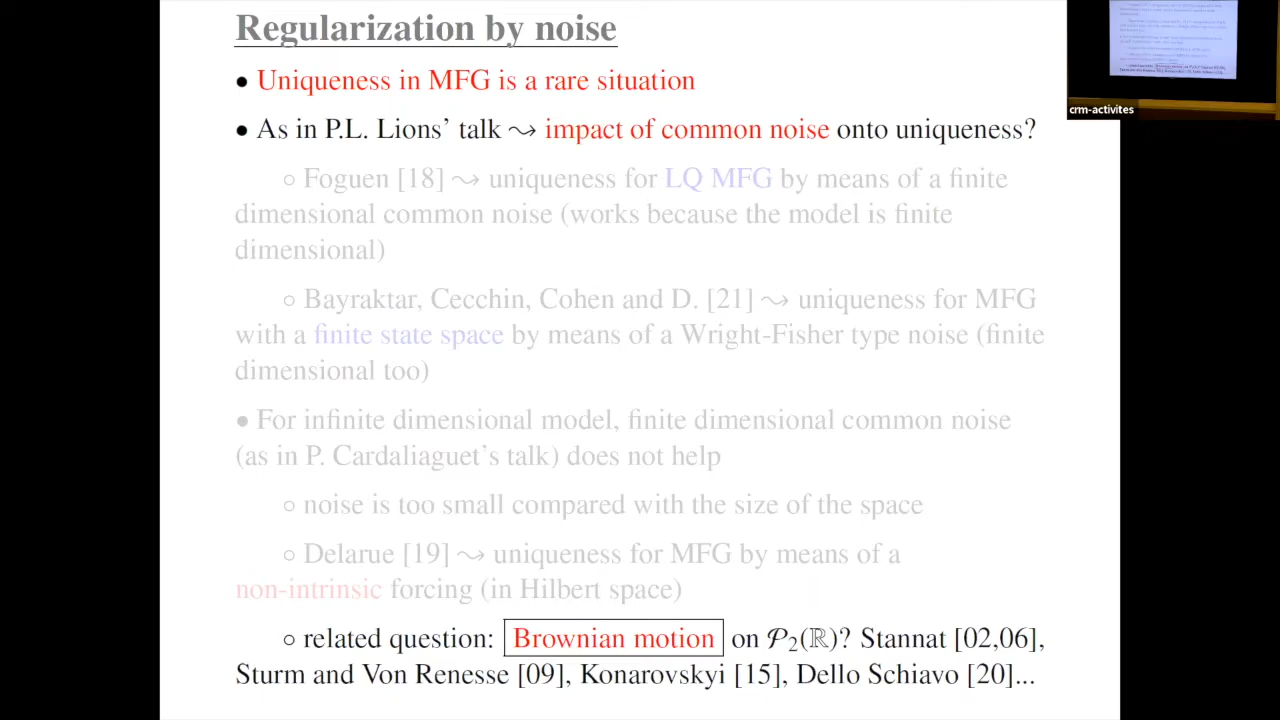 Regularization by noise
• Uniqueness in MFG is a rare situation
• As in P.L. Lions' talk ⤳ impact of common noise onto uniqueness?
◦ Foguen [18] ⤳ uniqueness for LQ MFG by means of a finite
dimensional common noise (works because the model is finite
dimensional)
◦ Bayraktar, Cecchin, Cohen and D. [21] ⤳ uniqueness for MFG
with a finite state space by means of a Wright-Fisher type noise (finite
dimensional too)
• For infinite dimensional model, finite dimensional common noise
(as in P. Cardaliaguet's talk) does not help
◦ noise is too small compared with the size of the space
◦ Delarue [19] ⤳ uniqueness for MFG by means of a
non-intrinsic forcing (in Hilbert space)
◦ related question: Brownian motion on 𝒫₂(ℝ)? Stannat [02,06],
Sturm and Von Renesse [09], Konarovskyi [15], Dello Schiavo [20]...
crm-activites